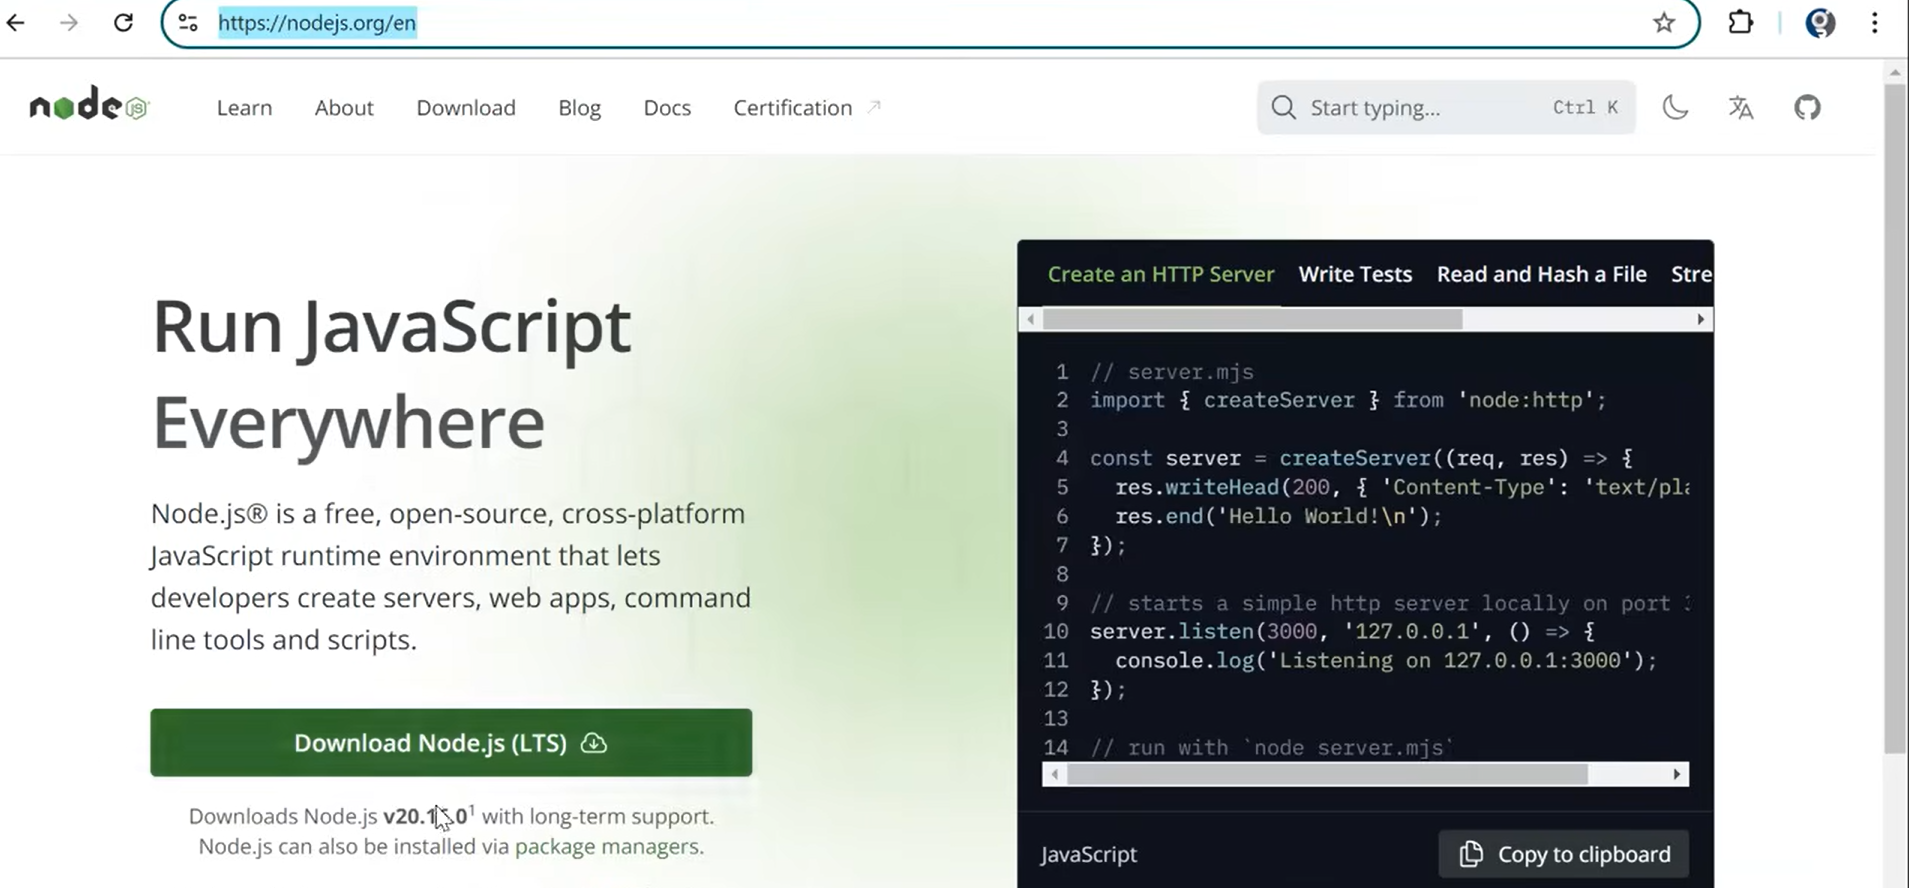 https://nodejs.org/en
node JS
Learn About Download Blog Docs Certification
Start typing... Ctrl K
Run JavaScript
Everywhere
Node.js® is a free, open-source, cross-platform
JavaScript runtime environment that lets
developers create servers, web apps, command
line tools and scripts.
Download Node.js (LTS)
Downloads Node.js with long-term support.
Node.js can also be installed via package managers.
Create an HTTP Server Write Tests Read and Hash a File Stre
1 // server.mjs
2 import { createServer } from 'node:http';
3
4 const server = createServer((req, res) => {
5 res.writeHead(200, { 'Content-Type': 'text/pla
6 res.end('Hello World!\n');
7 });
8
9 // starts a simple http server locally on port
10 server.listen(3000, '127.0.0.1', () => {
11 console.log('Listening on 127.0.0.1:3000');
12 });
13
14 // run with `node server.mjs`
JavaScript Copy to clipboard